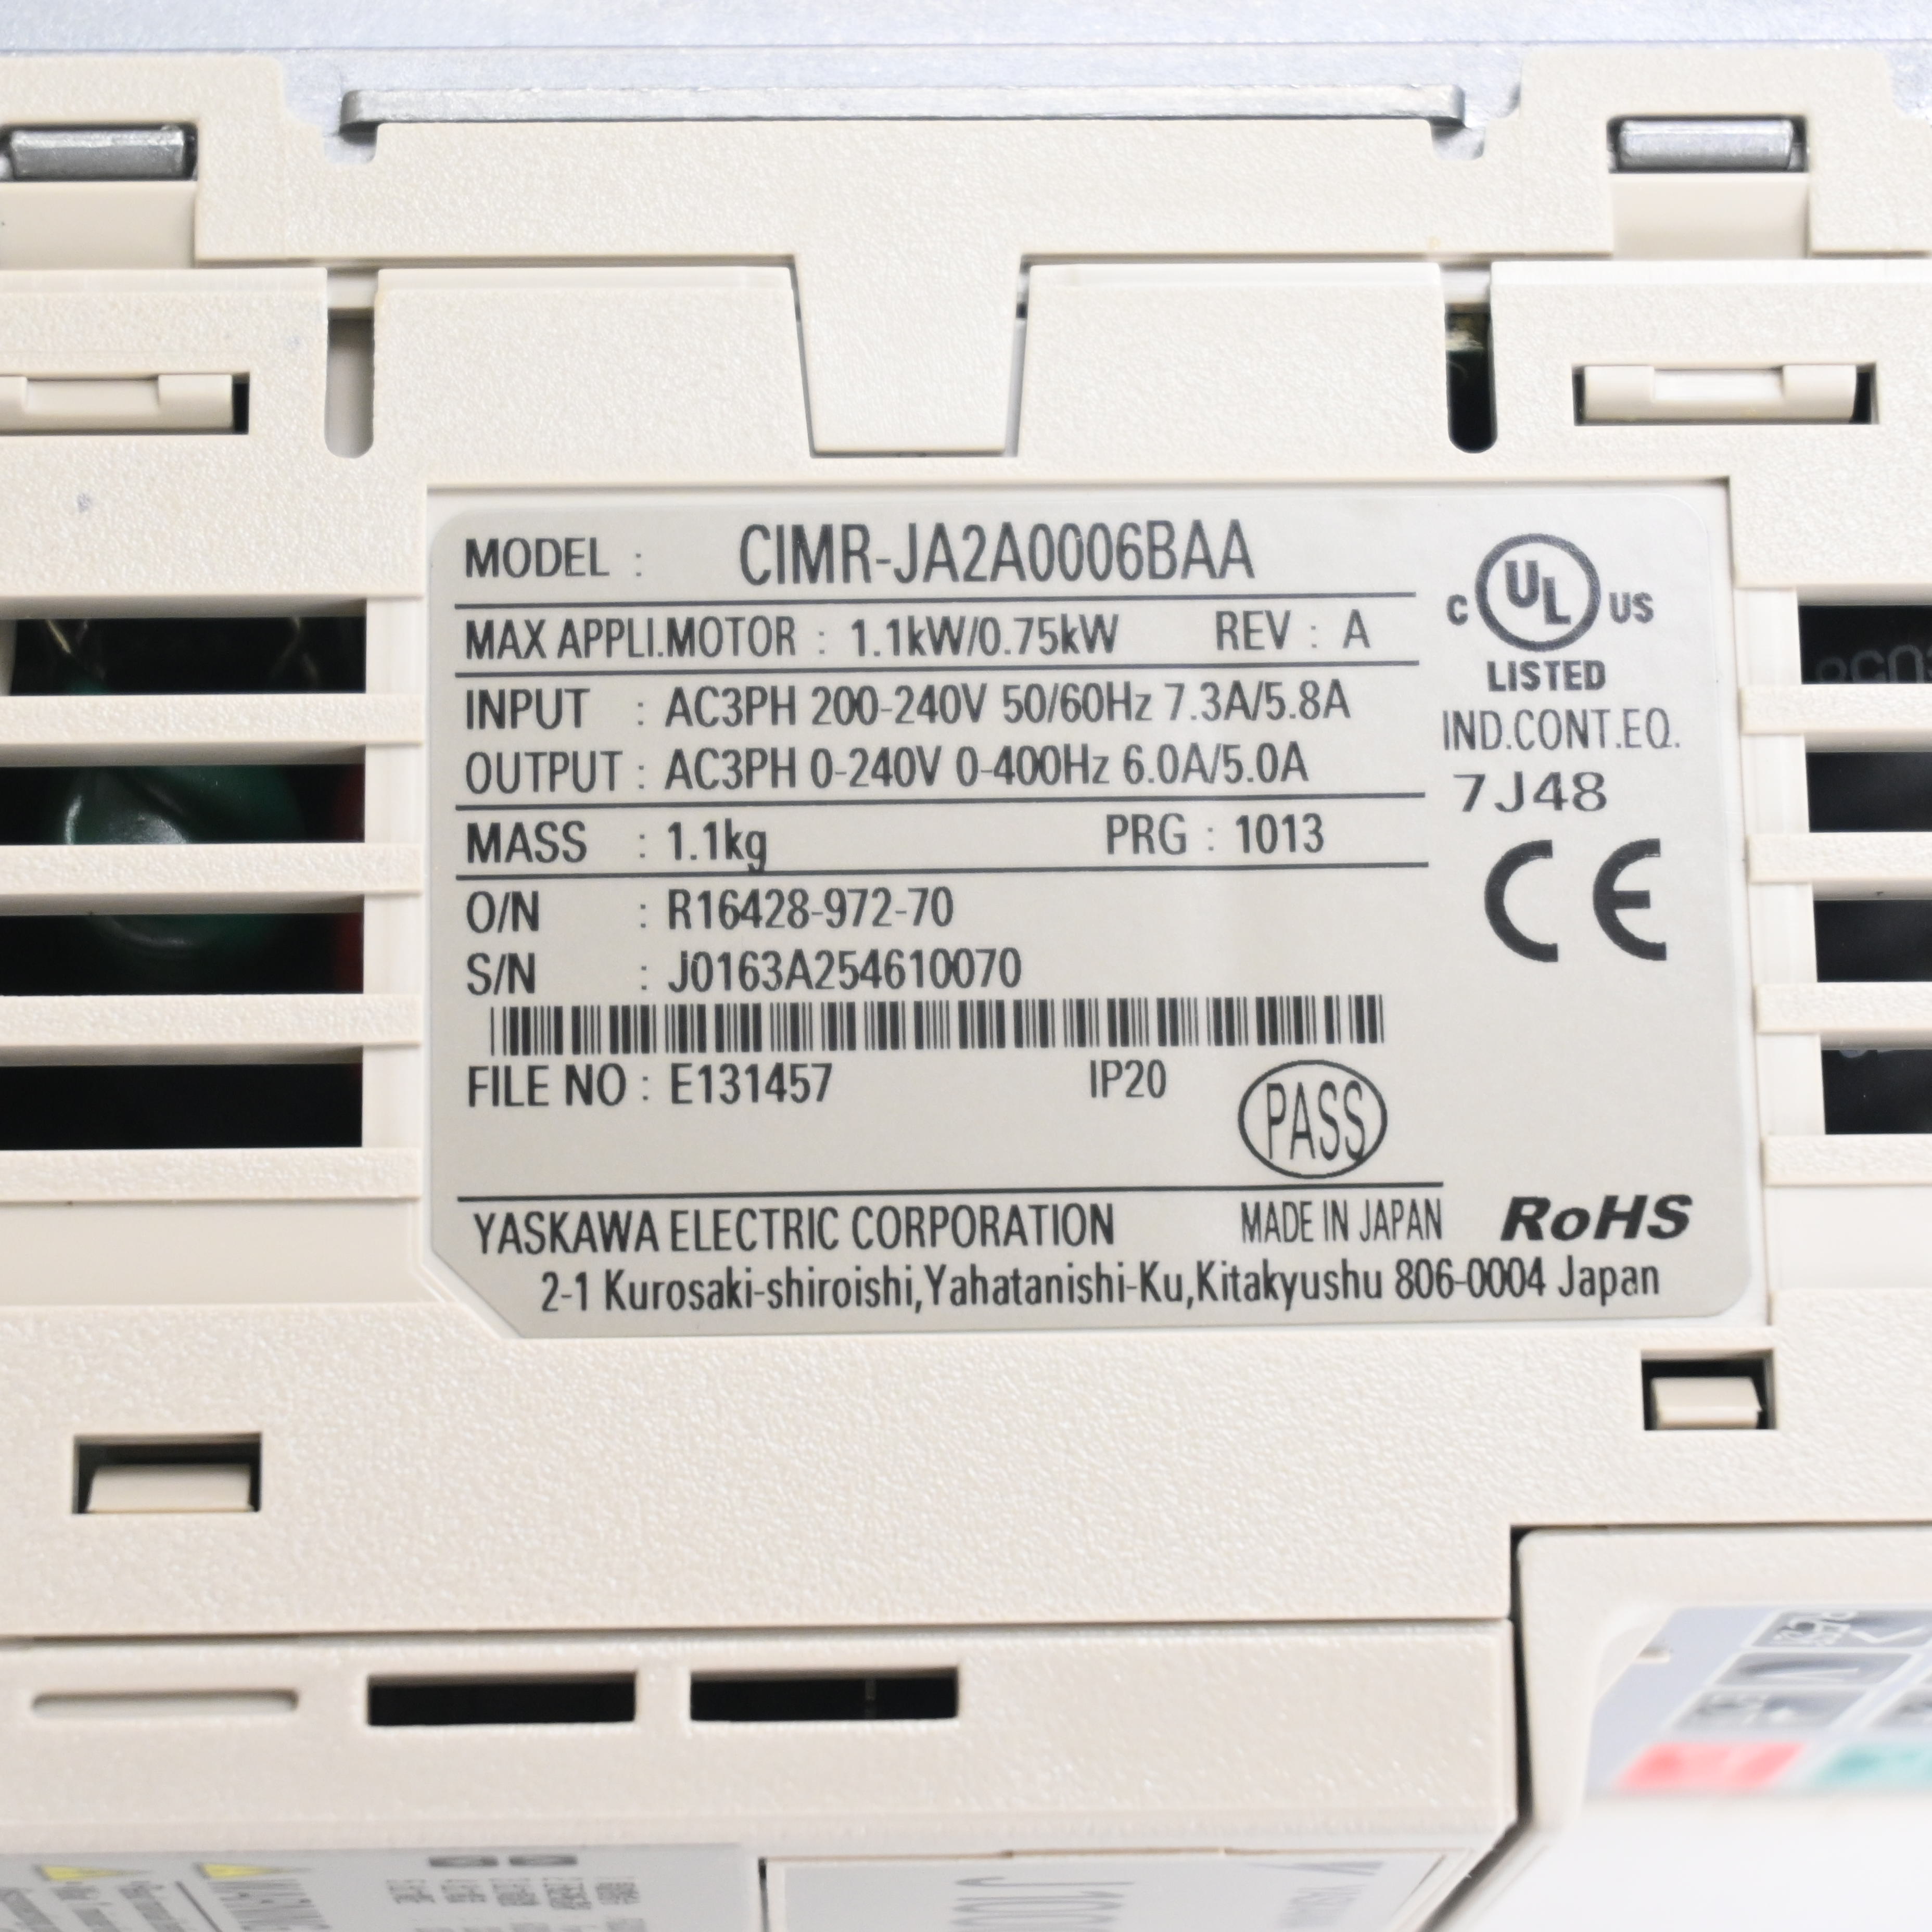 MODEL : CIMR-JA2A0006BAA
MAX APPLI.MOTOR : 1.1kW/0.75kW REV : A
INPUT : AC3PH 200-240V 50/60Hz 7.3A/5.8A
OUTPUT : AC3PH 0-240V 0-400Hz 6.0A/5.0A
MASS : 1.1kg PRG : 1013
O/N : R16428-972-70
S/N : J0163A254610070
FILE NO : E131457 IP20
PASS
C UL US
LISTED
IND.CONT.EQ.
7J48
CE
YASKAWA ELECTRIC CORPORATION MADE IN JAPAN RoHS
2-1 Kurosaki-shiroishi,Yahatanishi-Ku,Kitakyushu 806-0004 Japan